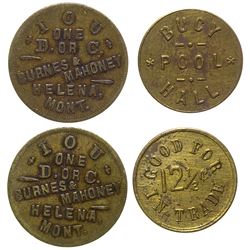 I O U
ONE
D. OR C.
BURNES &
MAHONEY
HELENA,
MONT.
BUCY
POOL
HALL
I O U
ONE
D. OR C.
BURNES &
MAHONEY
HELENA,
MONT.
GOOD FOR
12½¢
IN TRADE